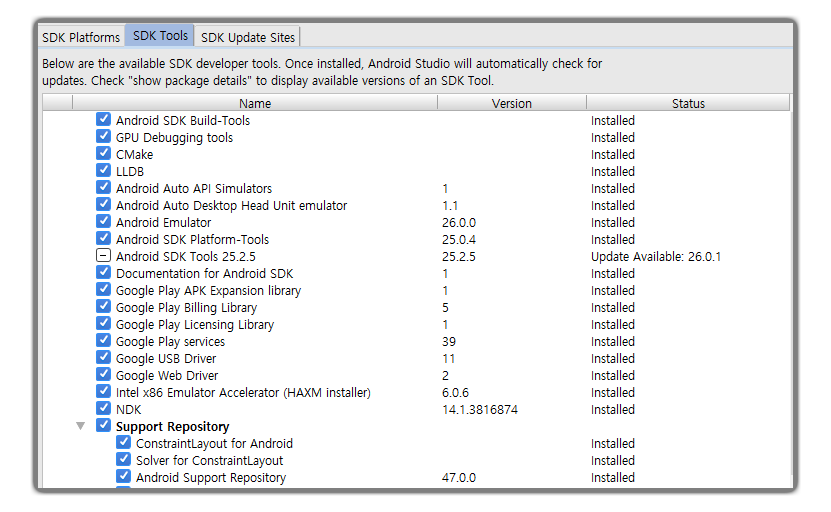 SDK Platforms SDK Tools SDK Update Sites
Below are the available SDK developer tools. Once installed, Android Studio will automatically check for
updates. Check "show package details" to display available versions of an SDK Tool.
Name Version Status
Android SDK Build-Tools Installed
GPU Debugging tools Installed
CMake Installed
LLDB Installed
Android Auto API Simulators 1 Installed
Android Auto Desktop Head Unit emulator 1.1 Installed
Android Emulator 26.0.0 Installed
Android SDK Platform-Tools 25.0.4 Installed
Android SDK Tools 25.2.5 25.2.5 Update Available: 26.0.1
Documentation for Android SDK 1 Installed
Google Play APK Expansion library 1 Installed
Google Play Billing Library 5 Installed
Google Play Licensing Library 1 Installed
Google Play services 39 Installed
Google USB Driver 11 Installed
Google Web Driver 2 Installed
Intel x86 Emulator Accelerator (HAXM installer) 6.0.6 Installed
NDK 14.1.3816874 Installed
Support Repository
ConstraintLayout for Android Installed
Solver for ConstraintLayout Installed
Android Support Repository 47.0.0 Installed